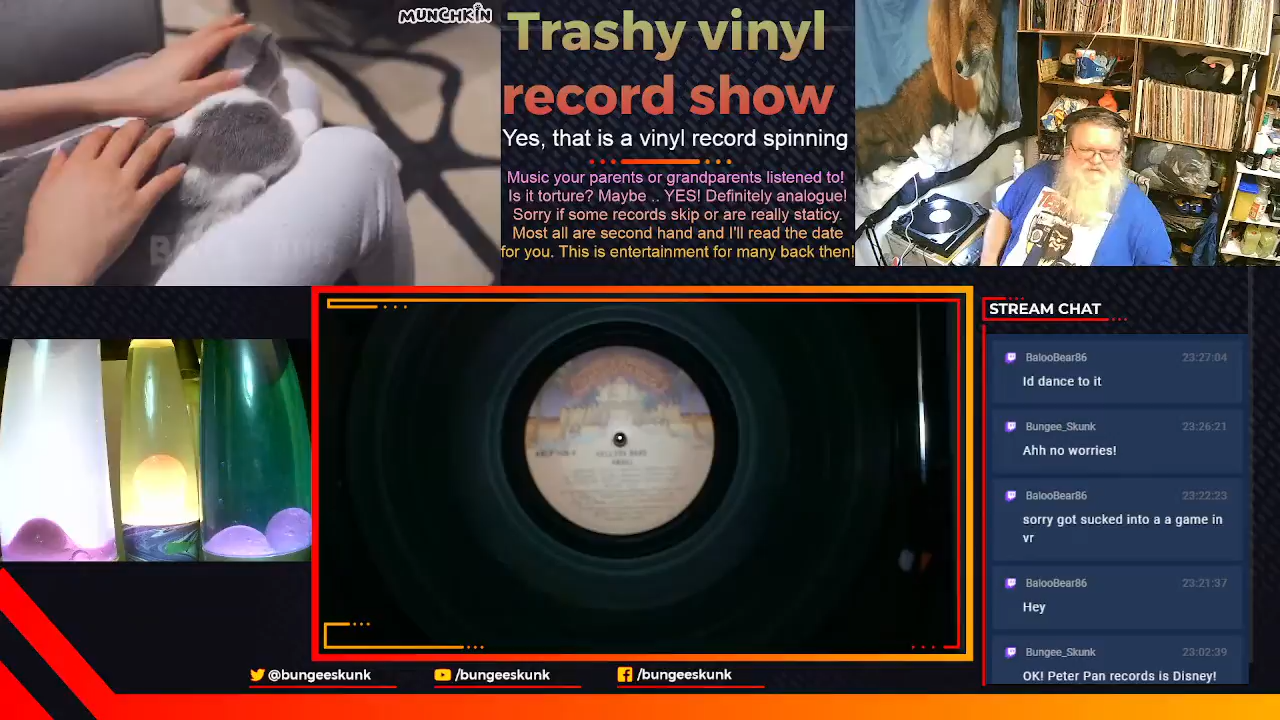 MUNCHKIN
Trashy vinyl
record show
Yes, that is a vinyl record spinning
Music your parents or grandparents listened to!
Is it torture? Maybe .. YES! Definitely analogue!
Sorry if some records skip or are really staticy.
Most all are second hand and I'll read the date
for you. This is entertainment for many back then!
STREAM CHAT
BalooBear86 23:27:04
Id dance to it
Bungee_Skunk 23:26:21
Ahh no worries!
BalooBear86 23:22:23
sorry got sucked into a a game in
vr
BalooBear86 23:21:37
Hey
Bungee_Skunk 23:02:39
OK! Peter Pan records is Disney!
@bungeeskunk
/bungeeskunk
/bungeeskunk